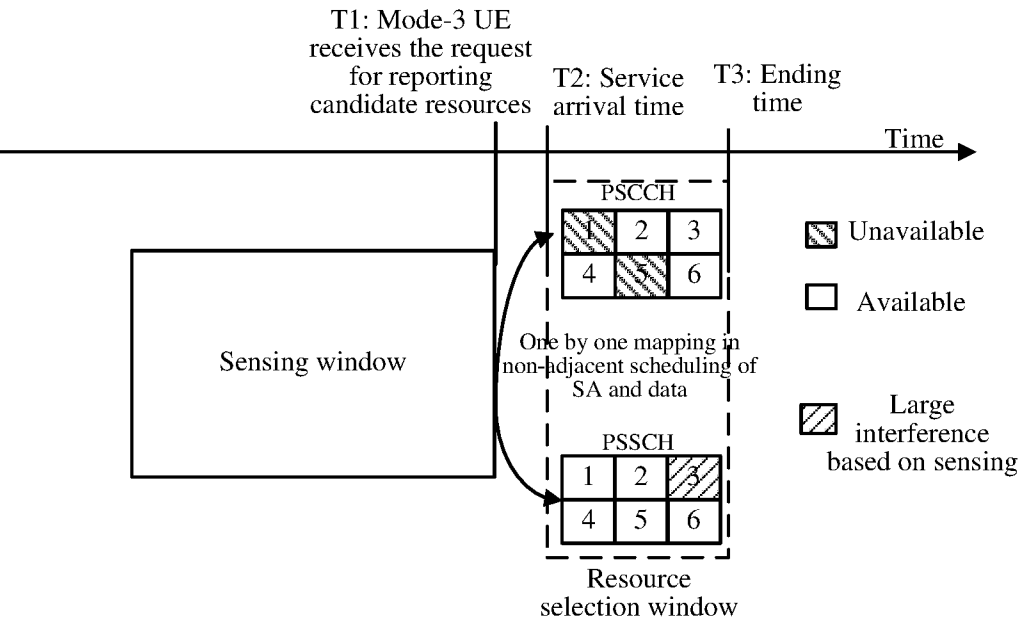 T1: Mode-3 UE
receives the request
for reporting
candidate resources
T2: Service
arrival time
T3: Ending
time
Time
PSCCH
1 2 3
4 5 6
Unavailable
Available
Sensing window
One by one mapping in
non-adjacent scheduling of
SA and data
Large
interference
based on sensing
PSSCH
1 2 3
4 5 6
Resource
selection window